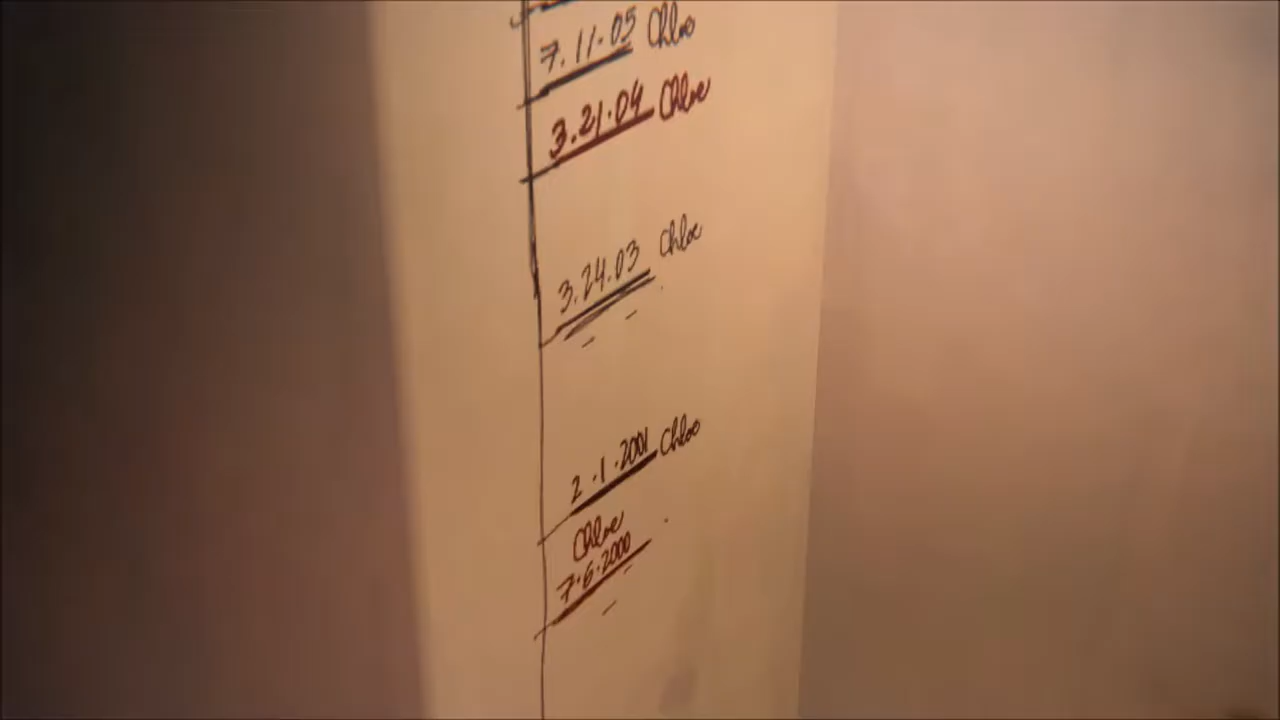 7.11.05 Chloe
3.21.04 Chloe
3.24.03 Chloe
2.1.2001 Chloe
Chloe
7.6.2000